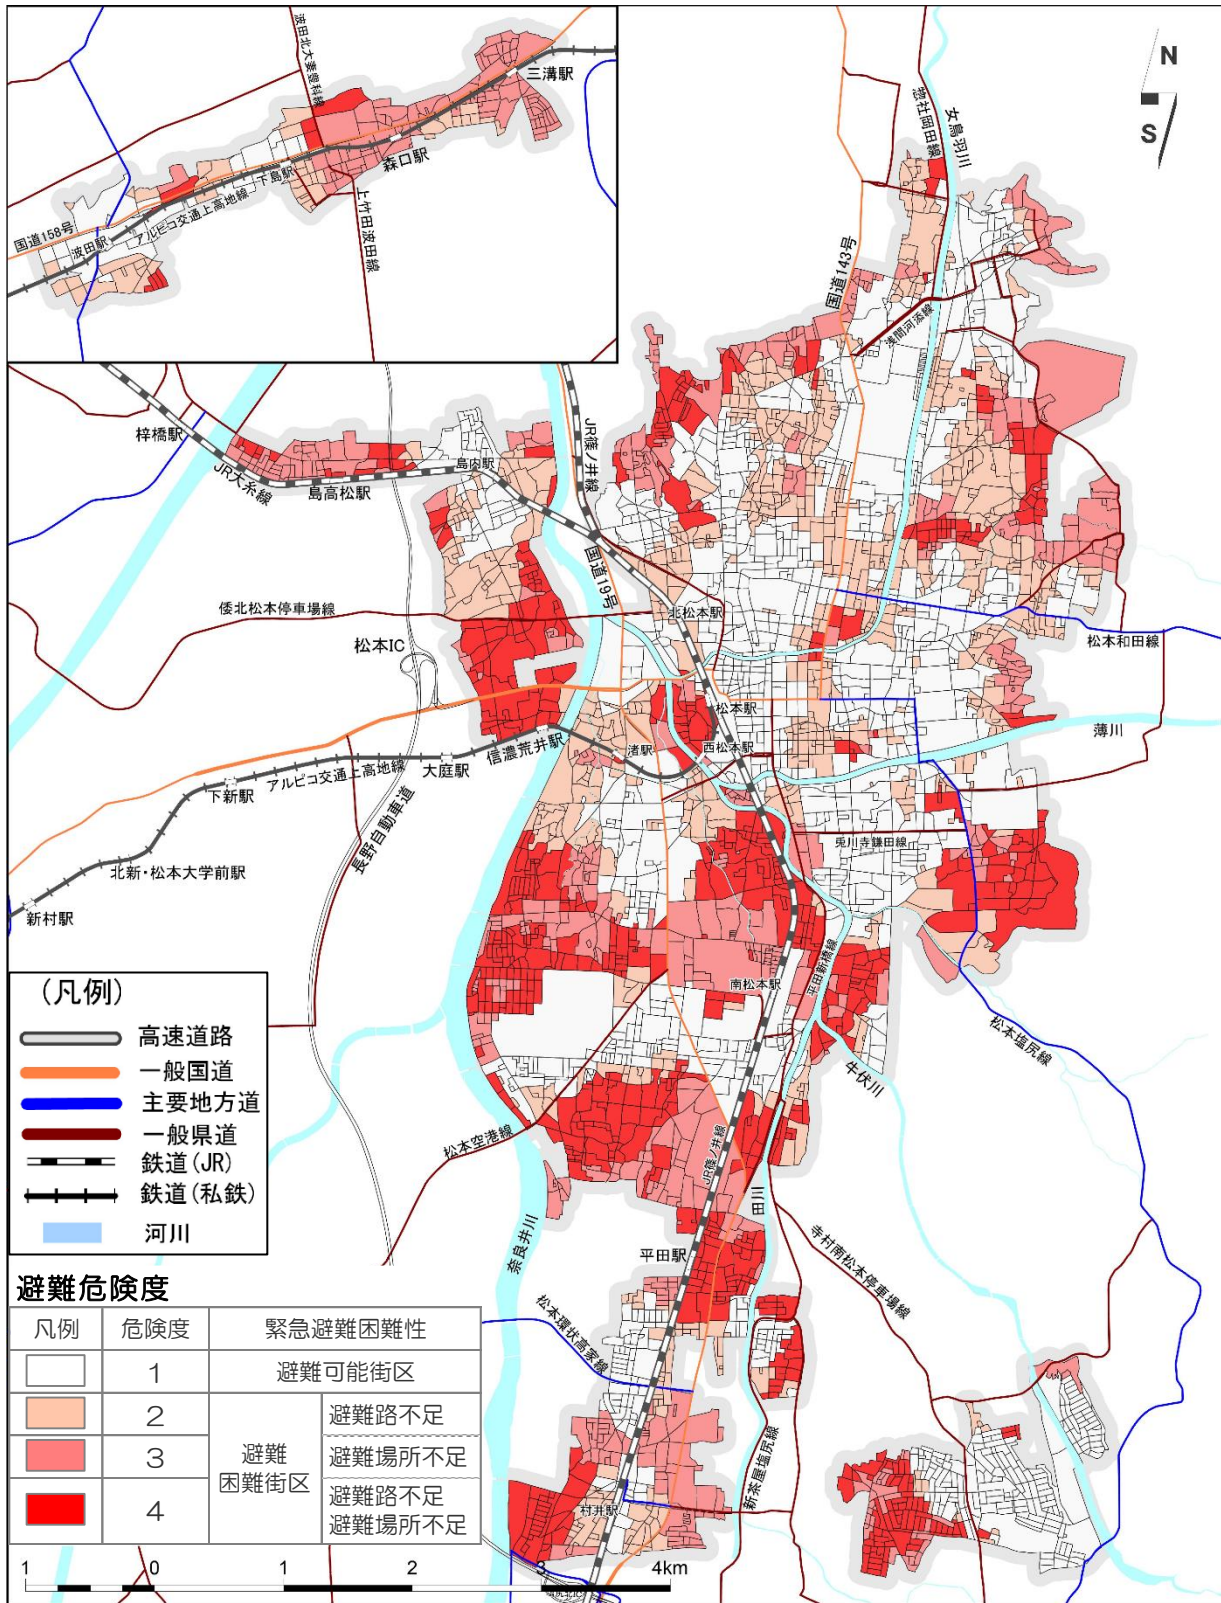 波田北大妻豊科線
三溝駅
森口駅
下島駅
アルピコ交通上高地線
国道158号
波田駅
上竹田波田線
N
S
女鳥羽川
惣社岡田線
国道143号
浅間河添線
梓橋駅
JR大糸線
島高松駅
島内駅
JR篠ノ井線
国道19号
倭北松本停車場線
北松本駅
松本IC
松本和田線
松本駅
薄川
信濃荒井駅
渚駅
西松本駅
大庭駅
アルピコ交通上高地線
下新駅
長野自動車道
北新・松本大学前駅
新村駅
兎川寺鎌田線
平田新橋線
南松本駅
松本塩尻線
牛伏川
松本空港線
JR篠ノ井線
田川
奈良井川
平田駅
寺村南松本停車場線
松本環状高家線
新茶屋塩尻線
村井駅
(凡例)
高速道路
一般国道
主要地方道
一般県道
鉄道(JR)
鉄道(私鉄)
河川
避難危険度
凡例 危険度 緊急避難困難性
1 避難可能街区
2 避難路不足
3 避難場所不足
避難
困難街区
4 避難路不足
避難場所不足
1 0 1 2 3 4km